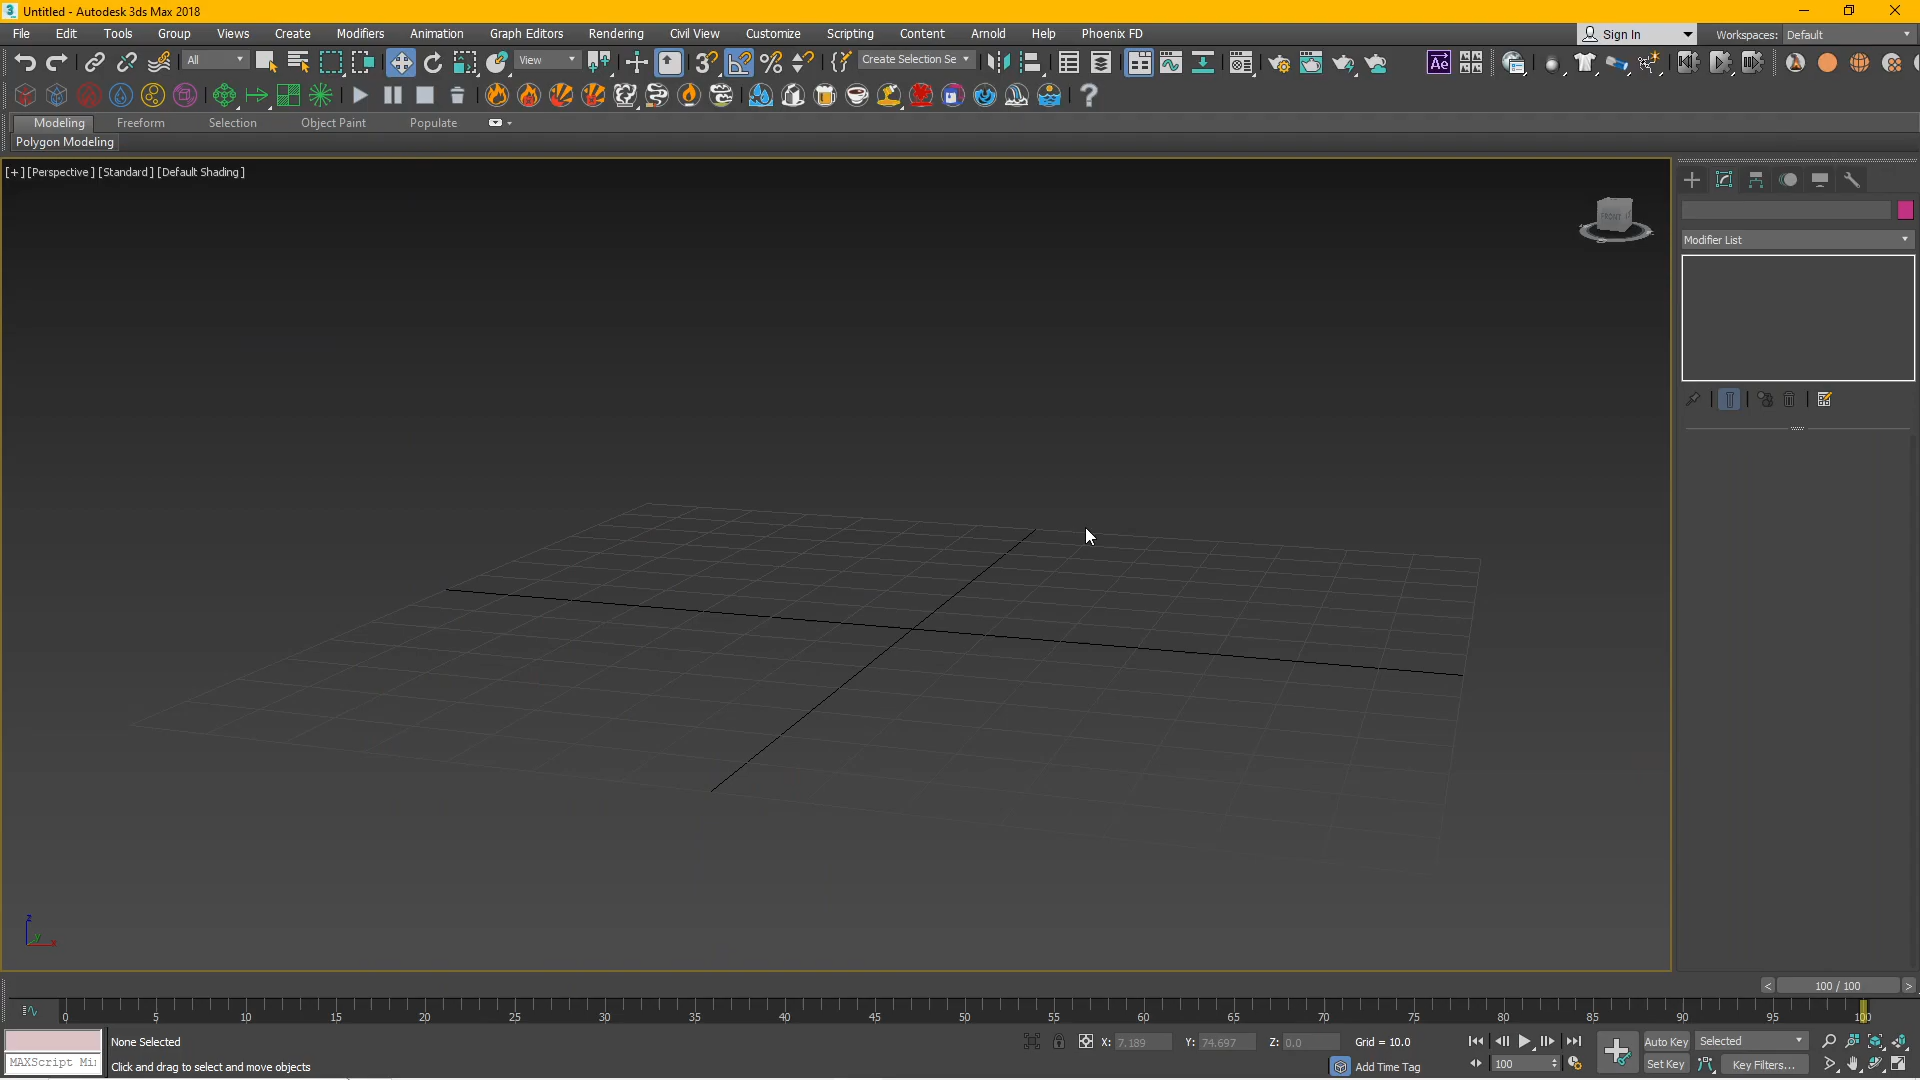 Untitled - Autodesk 3ds Max 2018
File Edit Tools Group Views Create Modifiers Animation Graph Editors Rendering Civil View Customize Scripting Content Arnold Help Phoenix FD
Sign In
Workspaces: Default
All
View
Create Selection Se
Ae
Modeling Freeform Selection Object Paint Populate
Polygon Modeling
[+] [Perspective] [Standard] [Default Shading]
FRONT
Modifier List
z
y
x
< 100 / 100 >
0 5 10 15 20 25 30 35 40 45 50 55 60 65 70 75 80 85 90 95 100
None Selected
X: 7.189 Y: 74.697 Z: 0.0 Grid = 10.0
Auto Key Selected
MAXScript Mi
Click and drag to select and move objects
Add Time Tag
100
Set Key Key Filters...